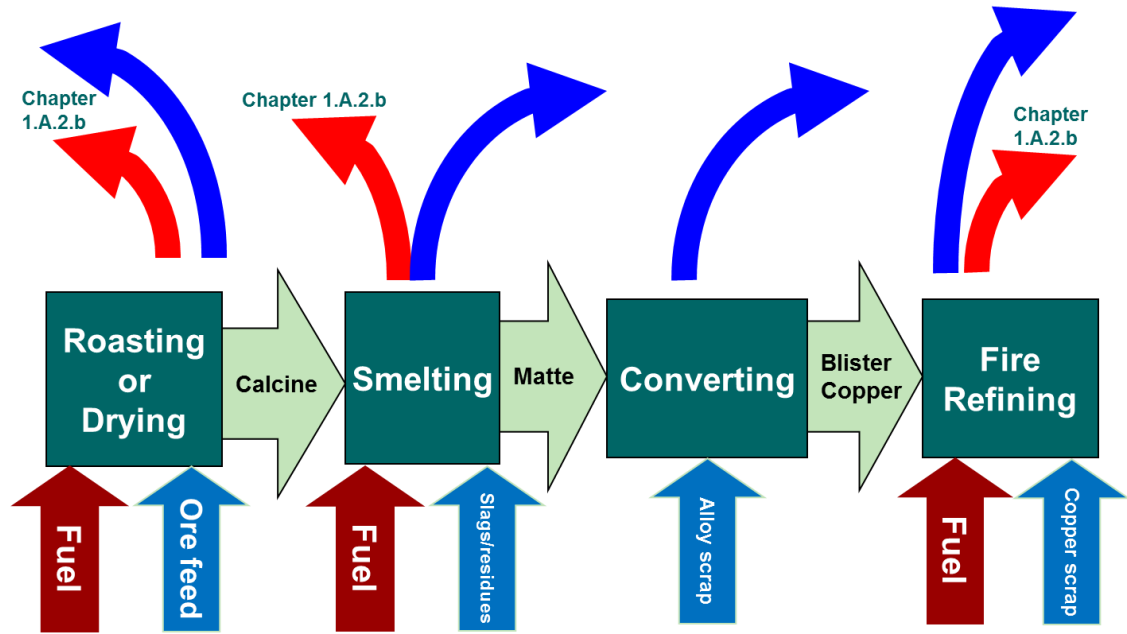 Chapter
1.A.2.b
Chapter 1.A.2.b
Chapter
1.A.2.b
Roasting
or
Drying
Calcine
Smelting
Matte
Converting
Blister
Copper
Fire
Refining
Fuel
Ore feed
Fuel
Slags/residues
Alloy scrap
Fuel
Copper scrap